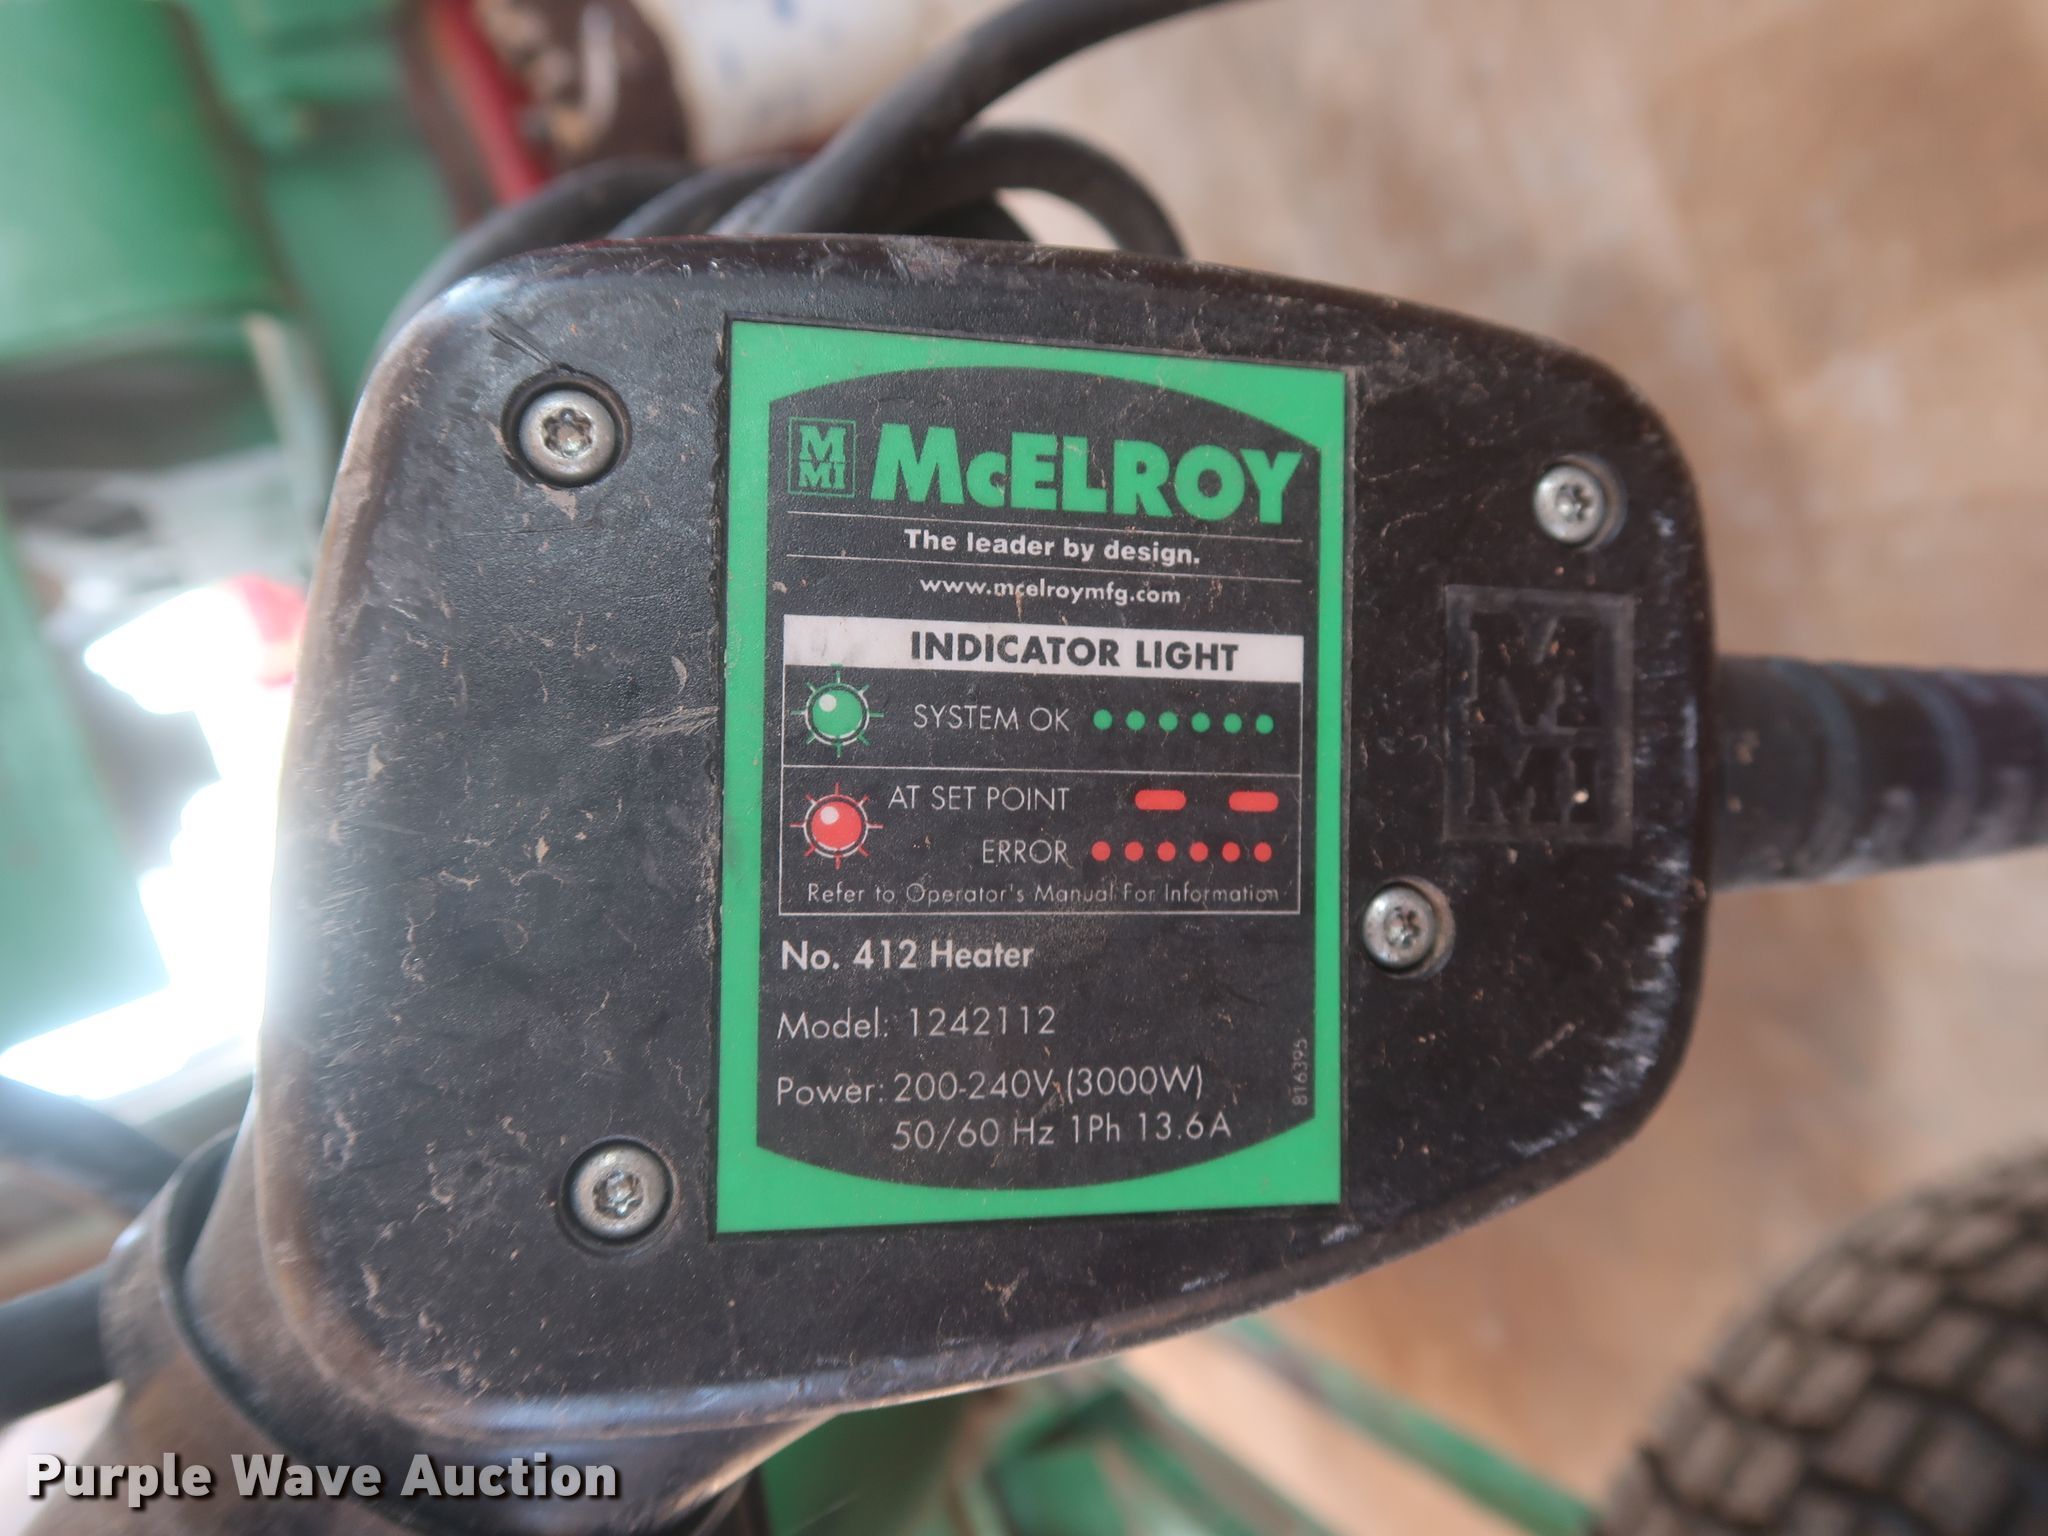 M
MI
McELROY
The leader by design.
www.mcelroymfg.com
INDICATOR LIGHT
SYSTEM OK
AT SET POINT
ERROR
Refer to Operator's Manual For Information
No. 412 Heater
Model: 1242112
Power: 200-240V (3000W)
50/60 Hz 1Ph 13.6A
816395
M
MI
Purple Wave Auction